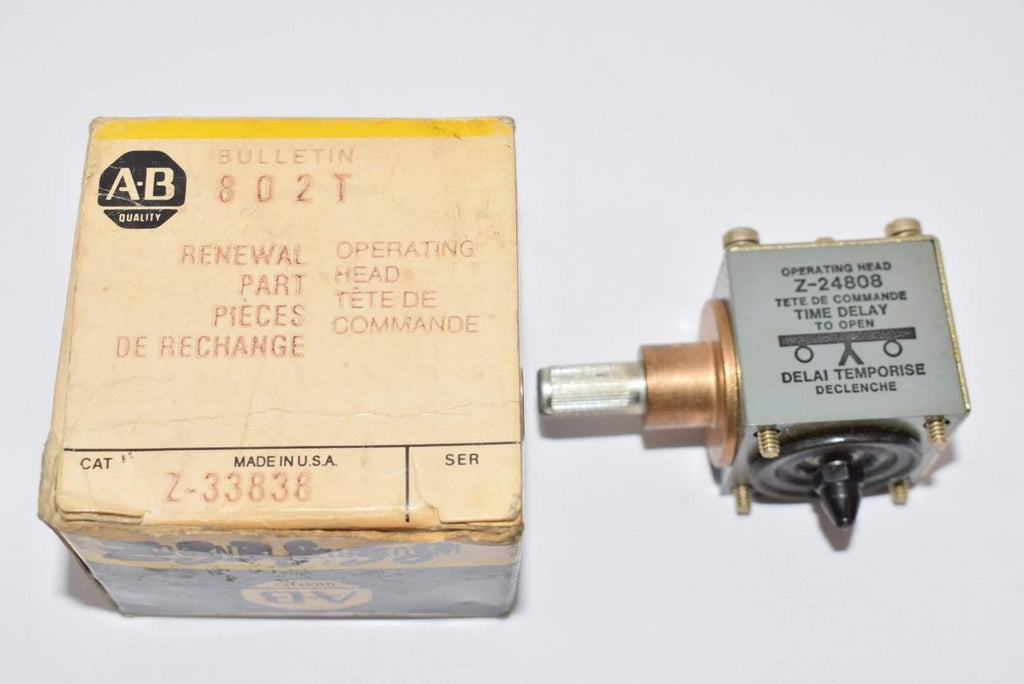 A·B
QUALITY
BULLETIN
802T
RENEWAL
PART
PIÈCES
DE RECHANGE
OPERATING
HEAD
TÊTE DE
COMMANDE
CAT
MADE IN U.S.A.
SER
Z-33838
A·B
OPERATING HEAD
Z-24808
TETE DE COMMANDE
TIME DELAY
TO OPEN
DELAI TEMPORISE
DECLENCHE